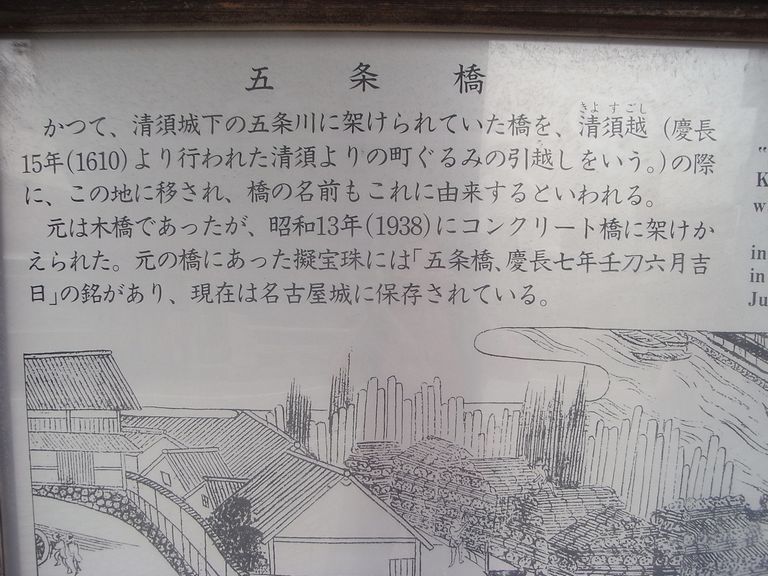 五条橋
きよすごし
かつて、清須城下の五条川に架けられていた橋を、清須越(慶長
15年(1610)より行われた清須よりの町ぐるみの引越しをいう。)の際
に、この地に移され、橋の名前もこれに由来するといわれる。
元は木橋であったが、昭和13年(1938)にコンクリート橋に架けか
えられた。元の橋にあった擬宝珠には「五条橋、慶長七年壬刀六月吉
日」の銘があり、現在は名古屋城に保存されている。
"
K
w
in
in
Ju